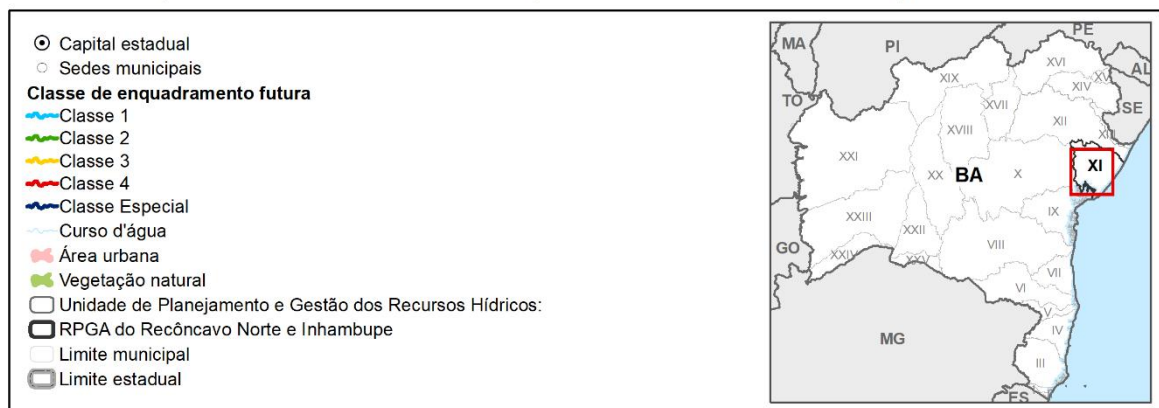 Capital estadual
Sedes municipais
Classe de enquadramento futura
Classe 1
Classe 2
Classe 3
Classe 4
Classe Especial
Curso d'água
Área urbana
Vegetação natural
Unidade de Planejamento e Gestão dos Recursos Hídricos:
RPGA do Recôncavo Norte e Inhambupe
Limite municipal
Limite estadual
MA
PI
PE
AL
TO
SE
XIX
XVI
XV
XIV
XVII
XVIII
XII
XIII
XXI
XX
BA
X
XI
XXIII
XXII
IX
GO
XXIV
XXV
VIII
VII
VI
V
IV
MG
III
ES